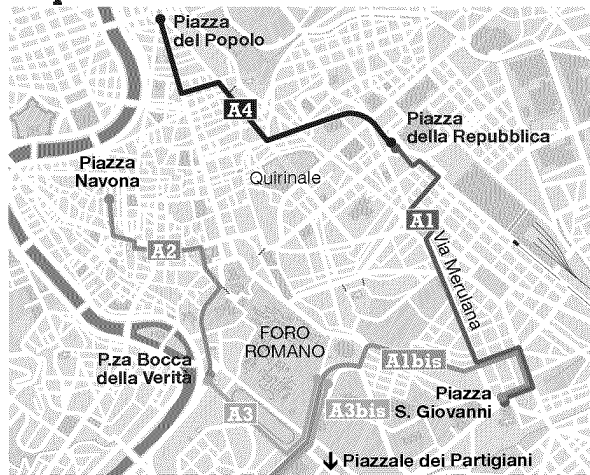 Piazza
del Popolo
A4
Piazza
della Repubblica
Piazza
Navona
Quirinale
A1
A2
Via Merulana
FORO
ROMANO
P.za Bocca
della Verità
A1bis
A3
A3bis
Piazza
S. Giovanni
↓ Piazzale dei Partigiani